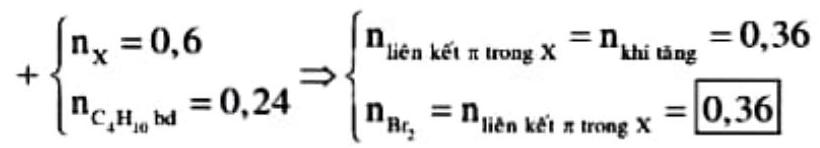 + { n_X = 0,6 ⇒ { n_liên kết π trong X = n_khí tăng = 0,36
n_C₄H₁₀ bđ = 0,24 n_Br₂ = n_liên kết π trong X = 0,36